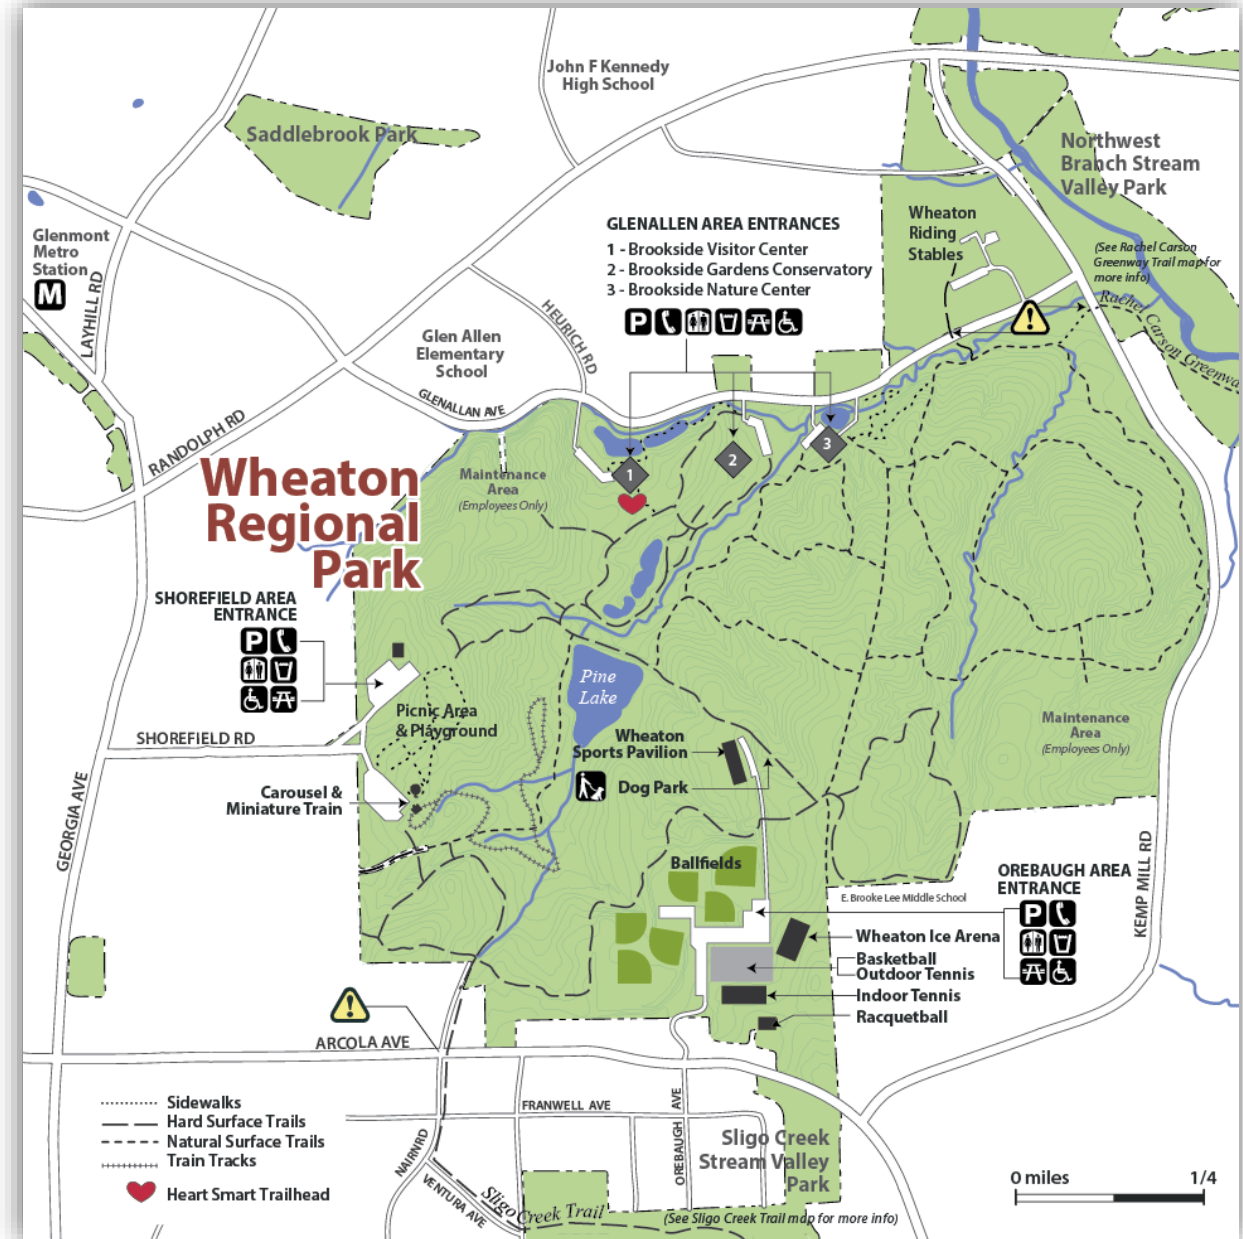 John F Kennedy
High School
Saddlebrook Park
Northwest
Branch Stream
Valley Park
Glenmont
Metro
Station
M
LAYHILL RD
GLENALLEN AREA ENTRANCES
1 - Brookside Visitor Center
2 - Brookside Gardens Conservatory
3 - Brookside Nature Center
P
Wheaton
Riding
Stables
(See Rachel Carson
Greenway Trail map for
more info)
Rachel Carson Greenwa
!
HEURICH RD
Glen Allen
Elementary
School
GLENALLAN AVE
RANDOLPH RD
1
2
3
Maintenance
Area
(Employees Only)
Wheaton
Regional
Park
SHOREFIELD AREA
ENTRANCE
P
Pine
Lake
Picnic Area
& Playground
SHOREFIELD RD
Wheaton
Sports Pavilion
Dog Park
Maintenance
Area
(Employees Only)
Carousel &
Miniature Train
GEORGIA AVE
KEMP MILL RD
Ballfields
OREBAUGH AREA
ENTRANCE
P
E. Brooke Lee Middle School
Wheaton Ice Arena
Basketball
Outdoor Tennis
Indoor Tennis
Racquetball
!
ARCOLA AVE
FRANWELL AVE
OREBAUGH AVE
NAIRN RD
VENTURA AVE
Sligo Creek Trail
Sligo Creek
Stream Valley
Park
(See Sligo Creek Trail map for more info)
Sidewalks
Hard Surface Trails
Natural Surface Trails
Train Tracks
Heart Smart Trailhead
0 miles 1/4